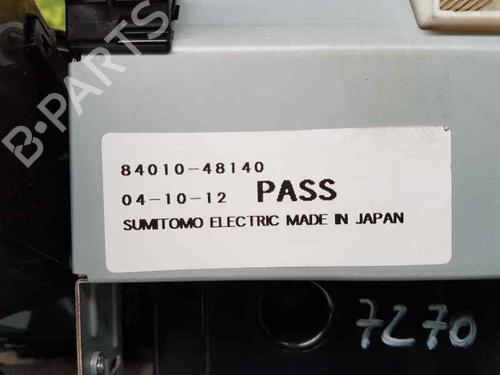 84010-48140
04-10-12 PASS
SUMITOMO ELECTRIC MADE IN JAPAN
7270
B-PARTS